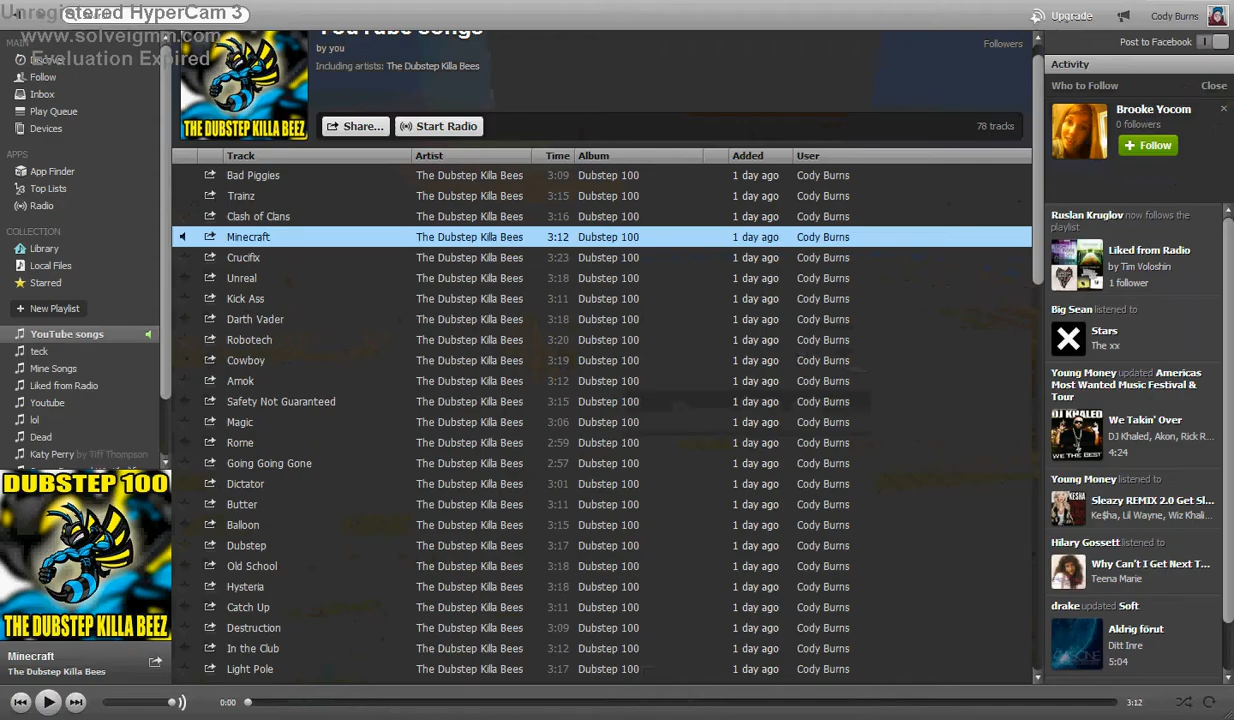 Unregistered HyperCam 3
www.solveigmm.com
Evaluation Expired
Upgrade
Cody Burns
Post to Facebook
MAIN
Follow
Inbox
Play Queue
Devices
APPS
App Finder
Top Lists
Radio
COLLECTION
Library
Local Files
Starred
New Playlist
YouTube songs
teck
Mine Songs
Liked from Radio
Youtube
lol
Dead
Katy Perry by Tiff Thompson
DUBSTEP 100
THE DUBSTEP KILLA BEEZ
Minecraft
The Dubstep Killa Bees
YouTube songs
by you
Including artists: The Dubstep Killa Bees
Followers
THE DUBSTEP KILLA BEEZ
Share...
Start Radio
78 tracks
Track Artist Time Album Added User
Bad Piggies The Dubstep Killa Bees 3:09 Dubstep 100 1 day ago Cody Burns
Trainz The Dubstep Killa Bees 3:15 Dubstep 100 1 day ago Cody Burns
Clash of Clans The Dubstep Killa Bees 3:16 Dubstep 100 1 day ago Cody Burns
Minecraft The Dubstep Killa Bees 3:12 Dubstep 100 1 day ago Cody Burns
Crucifix The Dubstep Killa Bees 3:23 Dubstep 100 1 day ago Cody Burns
Unreal The Dubstep Killa Bees 3:18 Dubstep 100 1 day ago Cody Burns
Kick Ass The Dubstep Killa Bees 3:11 Dubstep 100 1 day ago Cody Burns
Darth Vader The Dubstep Killa Bees 3:18 Dubstep 100 1 day ago Cody Burns
Robotech The Dubstep Killa Bees 3:20 Dubstep 100 1 day ago Cody Burns
Cowboy The Dubstep Killa Bees 3:19 Dubstep 100 1 day ago Cody Burns
Arnok The Dubstep Killa Bees 3:12 Dubstep 100 1 day ago Cody Burns
Safety Not Guaranteed The Dubstep Killa Bees 3:15 Dubstep 100 1 day ago Cody Burns
Magic The Dubstep Killa Bees 3:06 Dubstep 100 1 day ago Cody Burns
Rome The Dubstep Killa Bees 2:59 Dubstep 100 1 day ago Cody Burns
Going Going Gone The Dubstep Killa Bees 2:57 Dubstep 100 1 day ago Cody Burns
Dictator The Dubstep Killa Bees 3:01 Dubstep 100 1 day ago Cody Burns
Butter The Dubstep Killa Bees 3:11 Dubstep 100 1 day ago Cody Burns
Balloon The Dubstep Killa Bees 3:15 Dubstep 100 1 day ago Cody Burns
Dubstep The Dubstep Killa Bees 3:17 Dubstep 100 1 day ago Cody Burns
Old School The Dubstep Killa Bees 3:18 Dubstep 100 1 day ago Cody Burns
Hysteria The Dubstep Killa Bees 3:18 Dubstep 100 1 day ago Cody Burns
Catch Up The Dubstep Killa Bees 3:11 Dubstep 100 1 day ago Cody Burns
Destruction The Dubstep Killa Bees 3:09 Dubstep 100 1 day ago Cody Burns
In the Club The Dubstep Killa Bees 3:12 Dubstep 100 1 day ago Cody Burns
Light Pole The Dubstep Killa Bees 3:17 Dubstep 100 1 day ago Cody Burns
Activity
Who to Follow Close
Brooke Yocom
0 followers
Follow
Ruslan Kruglov now follows the
playlist
Liked from Radio
by Tim Voloshin
1 follower
Big Sean listened to
Stars
The xx
Young Money updated Americas
Most Wanted Music Festival &
Tour
DJ KHALED
WE THE BEST
We Takin' Over
DJ Khaled, Akon, Rick R...
4:24
Young Money listened to
Sleazy REMIX 2.0 Get Sl...
Ke$ha, Lil Wayne, Wiz Khali...
Hilary Gossett listened to
Why Can't I Get Next T...
Teena Marie
drake updated Soft
Aldrig förut
Ditt Inre
5:04
0:00
3:12